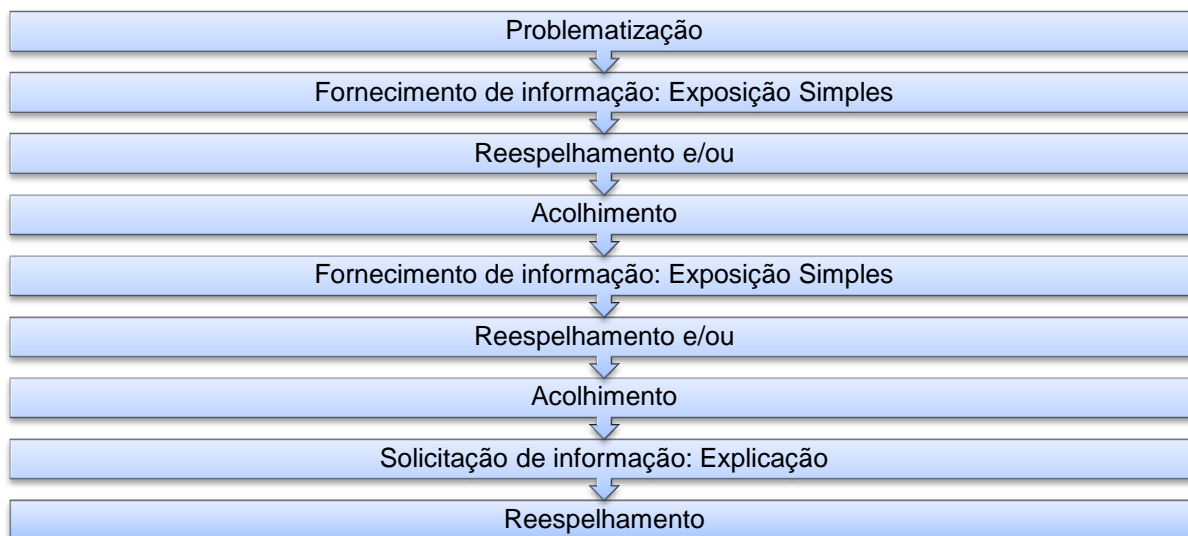 Problematização
Fornecimento de informação: Exposição Simples
Reespelhamento e/ou
Acolhimento
Fornecimento de informação: Exposição Simples
Reespelhamento e/ou
Acolhimento
Solicitação de informação: Explicação
Reespelhamento